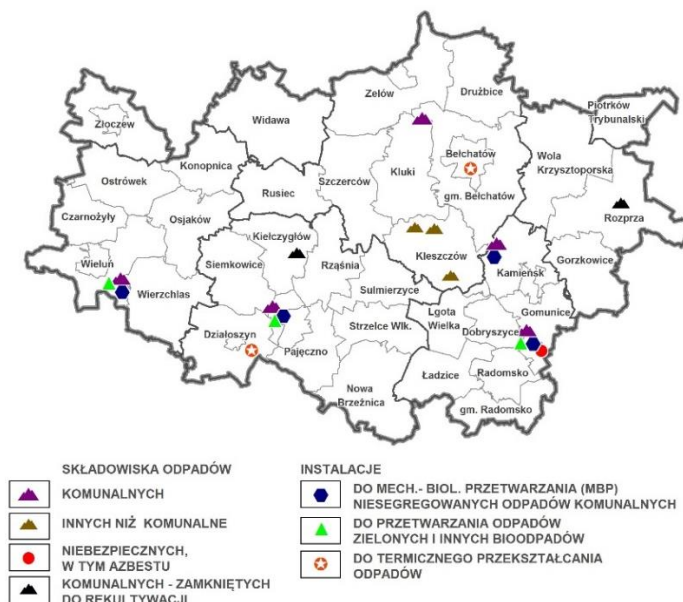 Zelów
Drużbice
Piotrków
Trybunalski
Złoczew
Widawa
Bełchatów
Wola
Krzysztoporska
Konopnica
Kluki
Ostrówek
Rusiec
Szczerców
gm. Bełchatów
Rozprza
Czarnożyły
Osjaków
Kiełczygłów
Kleszczów
Gorzkowice
Wieluń
Siemkowice
Rząśnia
Kamieńsk
Wierzchlas
Sulmierzyce
Gomunice
Lgota
Wielka
Dobryszyce
Działoszyn
Strzelce Wlk.
Pajęczno
Ładzice
Radomsko
Nowa
Brzeźnica
gm. Radomsko
SKŁADOWISKA ODPADÓW
KOMUNALNYCH
INNYCH NIŻ KOMUNALNE
NIEBEZPIECZNYCH,
W TYM AZBESTU
KOMUNALNYCH - ZAMKNIĘTYCH
DO REKULTYWACJI
INSTALACJE
DO MECH.- BIOL. PRZETWARZANIA (MBP)
NIESEGREGOWANYCH ODPADÓW KOMUNALNYCH
DO PRZETWARZANIA ODPADÓW
ZIELONYCH I INNYCH BIOODPADÓW
DO TERMICZNEGO PRZEKSZTAŁCANIA
ODPADÓW